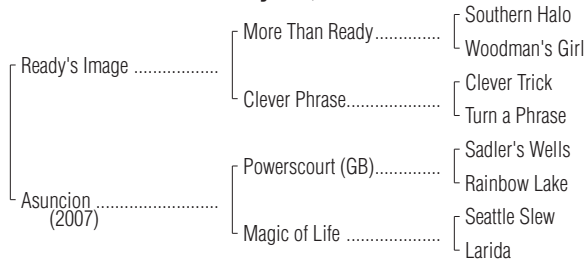 Southern Halo
More Than Ready..............
Woodman's Girl
Ready's Image ..................
Clever Trick
Clever Phrase....................
Turn a Phrase
Sadler's Wells
Powerscourt (GB)..............
Rainbow Lake
Asuncion ..........................
(2007)
Seattle Slew
Magic of Life ....................
Larida